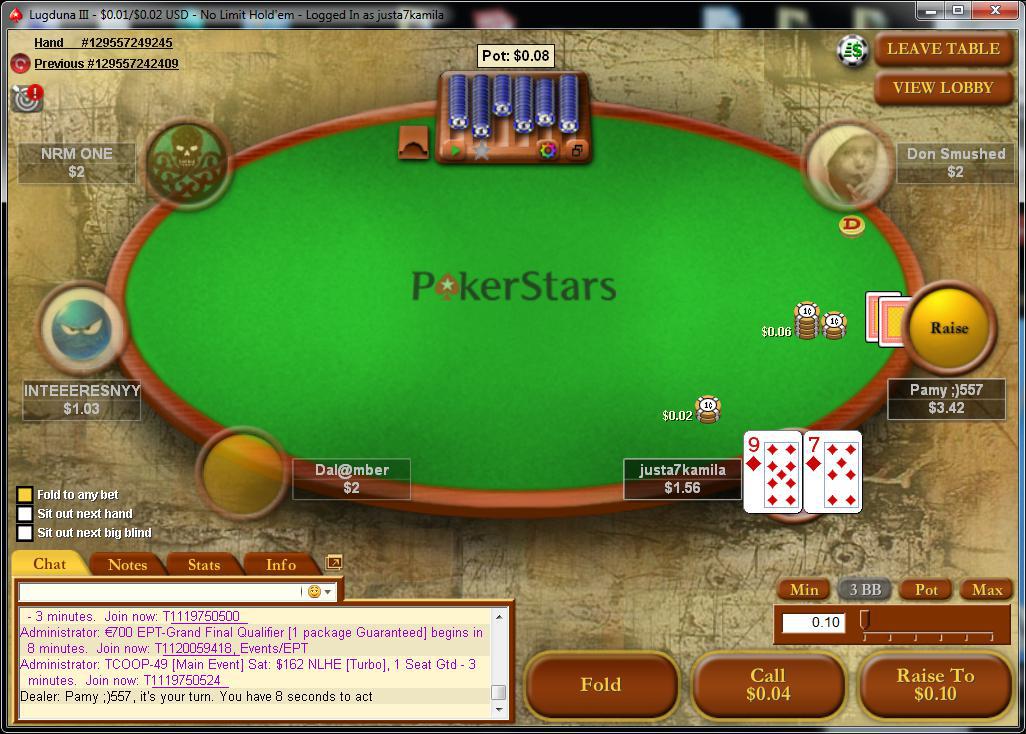 Lugduna III - $0.01/$0.02 USD - No Limit Hold'em - Logged In as justa7kamila
Hand #129557249245
Previous #129557242409
Pot: $0.08
LEAVE TABLE
VIEW LOBBY
NRM ONE
$2
Don Smushed
$2
D
PokerStars
1¢
1¢
$0.06
Raise
INTEEERESNYY
$1.03
Pamy ;)557
$3.42
1¢
$0.02
9
7
Dal@mber
$2
justa7kamila
$1.56
Fold to any bet
Sit out next hand
Sit out next big blind
Chat
Notes
Stats
Info
Min
3 BB
Pot
Max
0.10
- 3 minutes. Join now: T1119750500
Administrator: €700 EPT-Grand Final Qualifier [1 package Guaranteed] begins in
8 minutes. Join now: T1120059418, Events/EPT
Administrator: TCOOP-49 [Main Event] Sat: $162 NLHE [Turbo], 1 Seat Gtd - 3
minutes. Join now: T1119750524
Dealer: Pamy ;)557, it's your turn. You have 8 seconds to act
Fold
Call
$0.04
Raise To
$0.10